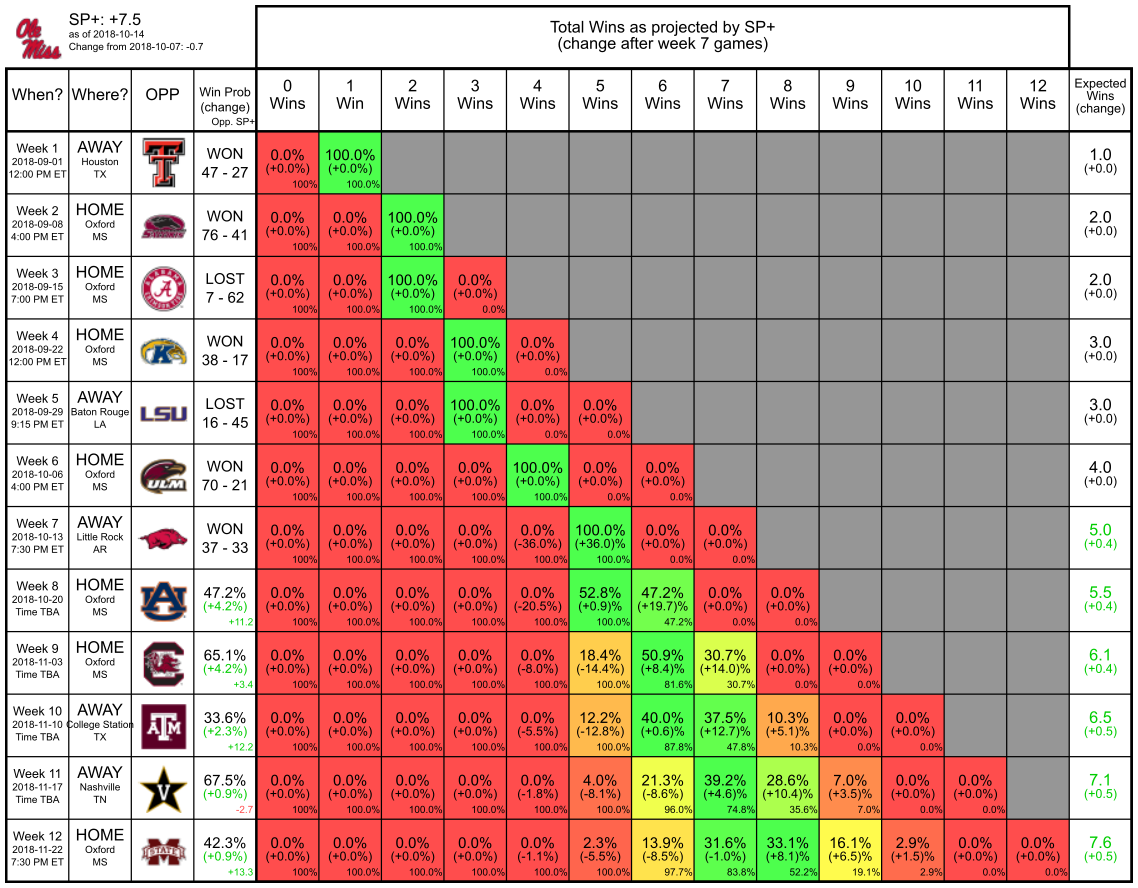 Ole Miss
SP+: +7.5
as of 2018-10-14
Change from 2018-10-07: -0.7
Total Wins as projected by SP+
(change after week 7 games)
When? Where? OPP Win Prob (change) Opp. SP+ 0 Wins 1 Win 2 Wins 3 Wins 4 Wins 5 Wins 6 Wins 7 Wins 8 Wins 9 Wins 10 Wins 11 Wins 12 Wins Expected Wins (change)
Week 1 AWAY WON 0.0% 100.0% 1.0
2018-09-01 Houston 47 - 27 (+0.0%) (+0.0%) (+0.0)
12:00 PM ET TX 100% 100.0%
Week 2 HOME WON 0.0% 0.0% 100.0% 2.0
2018-09-08 Oxford 76 - 41 (+0.0%) (+0.0%) (+0.0%) (+0.0)
4:00 PM ET MS 100% 100.0% 100.0%
Week 3 HOME LOST 0.0% 0.0% 100.0% 0.0% 2.0
2018-09-15 Oxford 7 - 62 (+0.0%) (+0.0%) (+0.0%) (+0.0%) (+0.0)
7:00 PM ET MS 100% 100.0% 100.0% 0.0%
Week 4 HOME WON 0.0% 0.0% 0.0% 100.0% 0.0% 3.0
2018-09-22 Oxford K 38 - 17 (+0.0%) (+0.0%) (+0.0%) (+0.0%) (+0.0%) (+0.0)
12:00 PM ET MS 100% 100.0% 100.0% 100.0% 0.0%
Week 5 AWAY LOST 0.0% 0.0% 0.0% 100.0% 0.0% 0.0% 3.0
2018-09-29 Baton Rouge LSU 16 - 45 (+0.0%) (+0.0%) (+0.0%) (+0.0%) (+0.0%) (+0.0%) (+0.0)
9:15 PM ET LA 100% 100.0% 100.0% 100.0% 0.0% 0.0%
Week 6 HOME WON 0.0% 0.0% 0.0% 0.0% 100.0% 0.0% 0.0% 4.0
2018-10-06 Oxford ULM 70 - 21 (+0.0%) (+0.0%) (+0.0%) (+0.0%) (+0.0%) (+0.0%) (+0.0%) (+0.0)
4:00 PM ET MS 100% 100.0% 100.0% 100.0% 100.0% 0.0% 0.0%
Week 7 AWAY WON 0.0% 0.0% 0.0% 0.0% 0.0% 100.0% 0.0% 0.0% 5.0
2018-10-13 Little Rock 37 - 33 (+0.0%) (+0.0%) (+0.0%) (+0.0%) (-36.0%) (+36.0)% (+0.0%) (+0.0%) (+0.4)
7:30 PM ET AR 100% 100.0% 100.0% 100.0% 100.0% 100.0% 0.0% 0.0%
Week 8 HOME 47.2% 0.0% 0.0% 0.0% 0.0% 0.0% 52.8% 47.2% 0.0% 0.0% 5.5
2018-10-20 Oxford (+4.2%) (+0.0%) (+0.0%) (+0.0%) (+0.0%) (-20.5%) (+0.9)% (+19.7)% (+0.0%) (+0.0%) (+0.4)
Time TBA MS +11.2 100% 100.0% 100.0% 100.0% 100.0% 100.0% 47.2% 0.0% 0.0%
Week 9 HOME 65.1% 0.0% 0.0% 0.0% 0.0% 0.0% 18.4% 50.9% 30.7% 0.0% 0.0% 6.1
2018-11-03 Oxford (+4.2%) (+0.0%) (+0.0%) (+0.0%) (+0.0%) (-8.0%) (-14.4%) (+8.4)% (+14.0)% (+0.0%) (+0.0%) (+0.4)
Time TBA MS +3.4 100% 100.0% 100.0% 100.0% 100.0% 100.0% 81.6% 30.7% 0.0% 0.0%
Week 10 AWAY 33.6% 0.0% 0.0% 0.0% 0.0% 0.0% 12.2% 40.0% 37.5% 10.3% 0.0% 0.0% 6.5
2018-11-10 College Station ATM (+2.3%) (+0.0%) (+0.0%) (+0.0%) (+0.0%) (-5.5%) (-12.8%) (+0.6)% (+12.7)% (+5.1)% (+0.0%) (+0.0%) (+0.5)
Time TBA TX +12.2 100% 100.0% 100.0% 100.0% 100.0% 100.0% 87.8% 47.8% 10.3% 0.0% 0.0%
Week 11 AWAY 67.5% 0.0% 0.0% 0.0% 0.0% 0.0% 4.0% 21.3% 39.2% 28.6% 7.0% 0.0% 0.0% 7.1
2018-11-17 Nashville V (+0.9%) (+0.0%) (+0.0%) (+0.0%) (+0.0%) (-1.8%) (-8.1%) (-8.6%) (+4.6)% (+10.4)% (+3.5)% (+0.0%) (+0.0%) (+0.5)
Time TBA TN -2.7 100% 100.0% 100.0% 100.0% 100.0% 100.0% 96.0% 74.8% 35.6% 7.0% 0.0% 0.0%
Week 12 HOME 42.3% 0.0% 0.0% 0.0% 0.0% 0.0% 2.3% 13.9% 31.6% 33.1% 16.1% 2.9% 0.0% 0.0% 7.6
2018-11-22 Oxford STATE (+0.9%) (+0.0%) (+0.0%) (+0.0%) (+0.0%) (-1.1%) (-5.5%) (-8.5%) (-1.0%) (+8.1)% (+6.5)% (+1.5)% (+0.0%) (+0.0%) (+0.5)
7:30 PM ET MS +13.3 100% 100.0% 100.0% 100.0% 100.0% 100.0% 97.7% 83.8% 52.2% 19.1% 2.9% 0.0% 0.0%